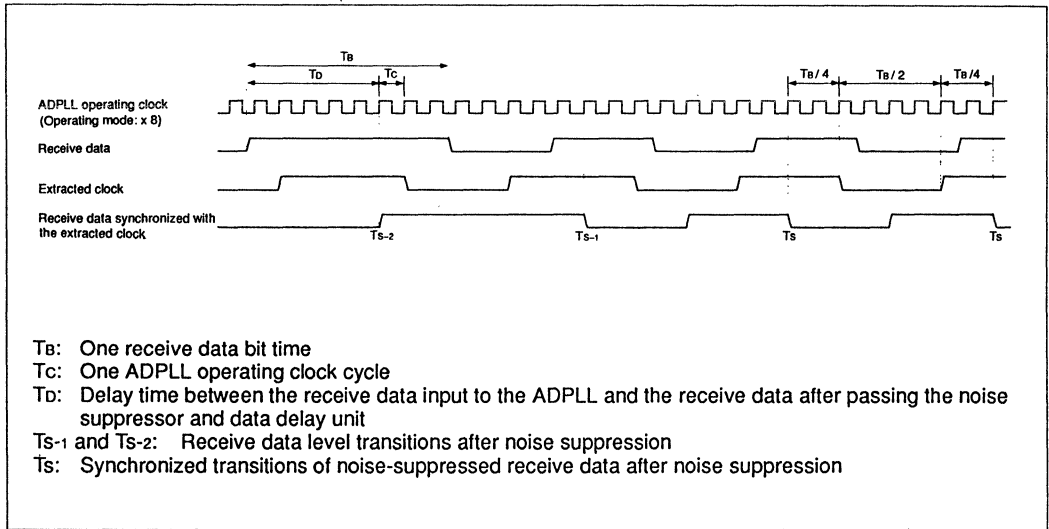 TB
TD TC TB / 4 TB / 2 TB / 4
ADPLL operating clock
(Operating mode: x 8)
Receive data
Extracted clock
Receive data synchronized with
the extracted clock
Ts-2 Ts-1 Ts Ts
TB: One receive data bit time
Tc: One ADPLL operating clock cycle
TD: Delay time between the receive data input to the ADPLL and the receive data after passing the noise
suppressor and data delay unit
Ts-1 and Ts-2: Receive data level transitions after noise suppression
Ts: Synchronized transitions of noise-suppressed receive data after noise suppression